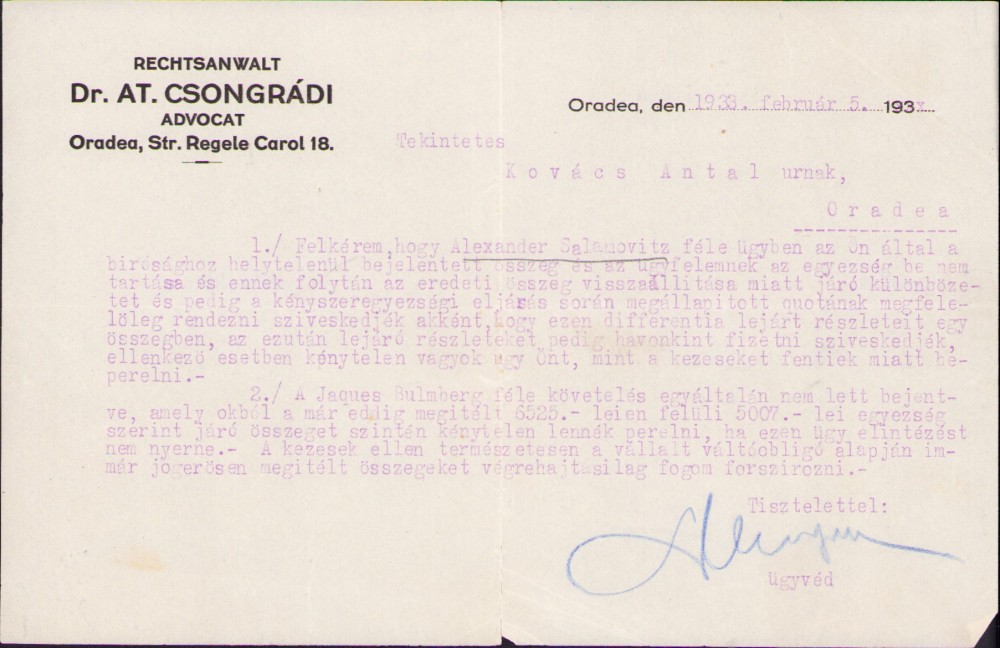 RECHTSANWALT
Dr. AT. CSONGRÁDI
ADVOCAT
Oradea, Str. Regele Carol 18.
Oradea, den 1933. február 5. 193
Tekintetes
Kovács Antal urnak,
Oradea
1./ Felkérem, hogy Alexander Salamovitz féle ügyben az Ön által a
birósághoz helytelenül bejelentett összeg és az ügyfelemnek az egyezség be nem
tartása és ennek folytán az eredeti összeg visszaállitása miatt járó különböze-
tet és pedig a kényszeregyezségi eljárás során megállapitott quotának megfele-
lőleg rendezni sziveskedjék akként, hogy ezen differentia lejárt részleteit egy
összegben, az ezután lejáró részleteket pedig havonkint fizetni sziveskedjék,
ellenkező esetben kénytelen vagyok ugy Önt, mint a kezeseket fentiek miatt be-
perelni.-
2./ A Jaques Bulmberg féle követelés egyáltalán nem lett bejent-
ve, amely okból a már eddig megitélt 6525.- leien felüli 5007.- lei egyezség
szerint járó összeget szintén kénytelen lennék perelni, ha ezen ügy elintézést
nem nyerne.- A kezesek ellen természetesen a vállalt váltóobligó alapján im-
már jogerősen megitélt összegeket végrehajtásilag fogom forszirozni.-
Tisztelettel:
ügyvéd